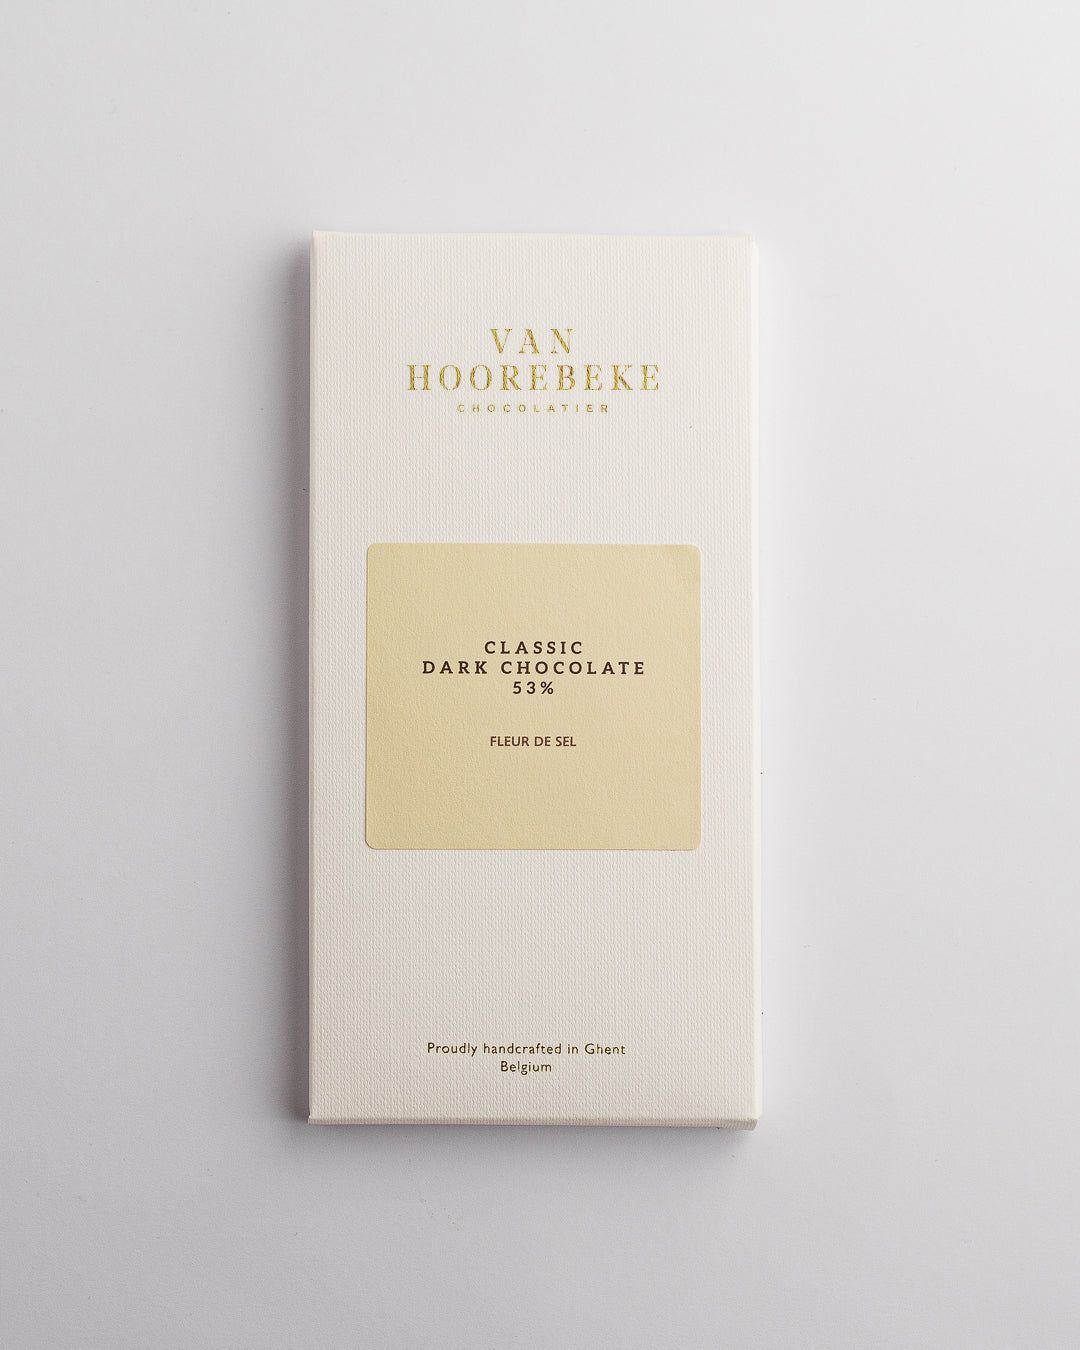 VAN
HOOREBEKE
CHOCOLATIER
CLASSIC
DARK CHOCOLATE
53%
FLEUR DE SEL
Proudly handcrafted in Ghent
Belgium